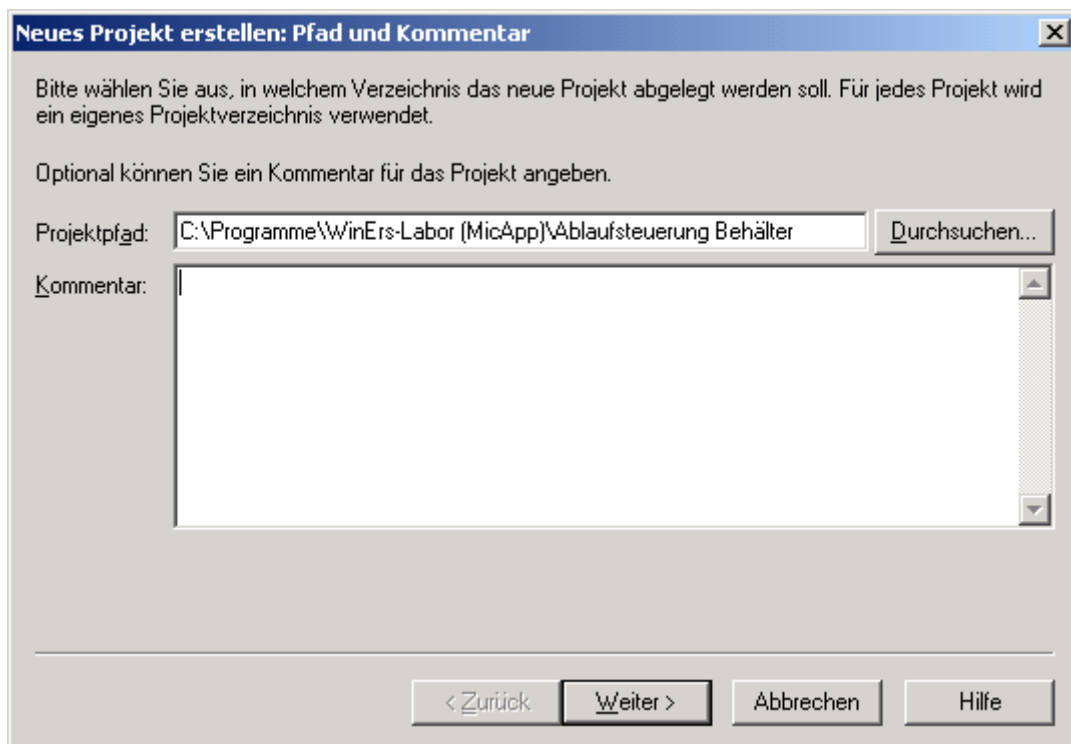 Neues Projekt erstellen: Pfad und Kommentar
Bitte wählen Sie aus, in welchem Verzeichnis das neue Projekt abgelegt werden soll. Für jedes Projekt wird
ein eigenes Projektverzeichnis verwendet.
Optional können Sie ein Kommentar für das Projekt angeben.
Projektpfad: C:\Programme\WinErs-Labor (MicApp)\Ablaufsteuerung Behälter Durchsuchen...
Kommentar:
< Zurück Weiter > Abbrechen Hilfe